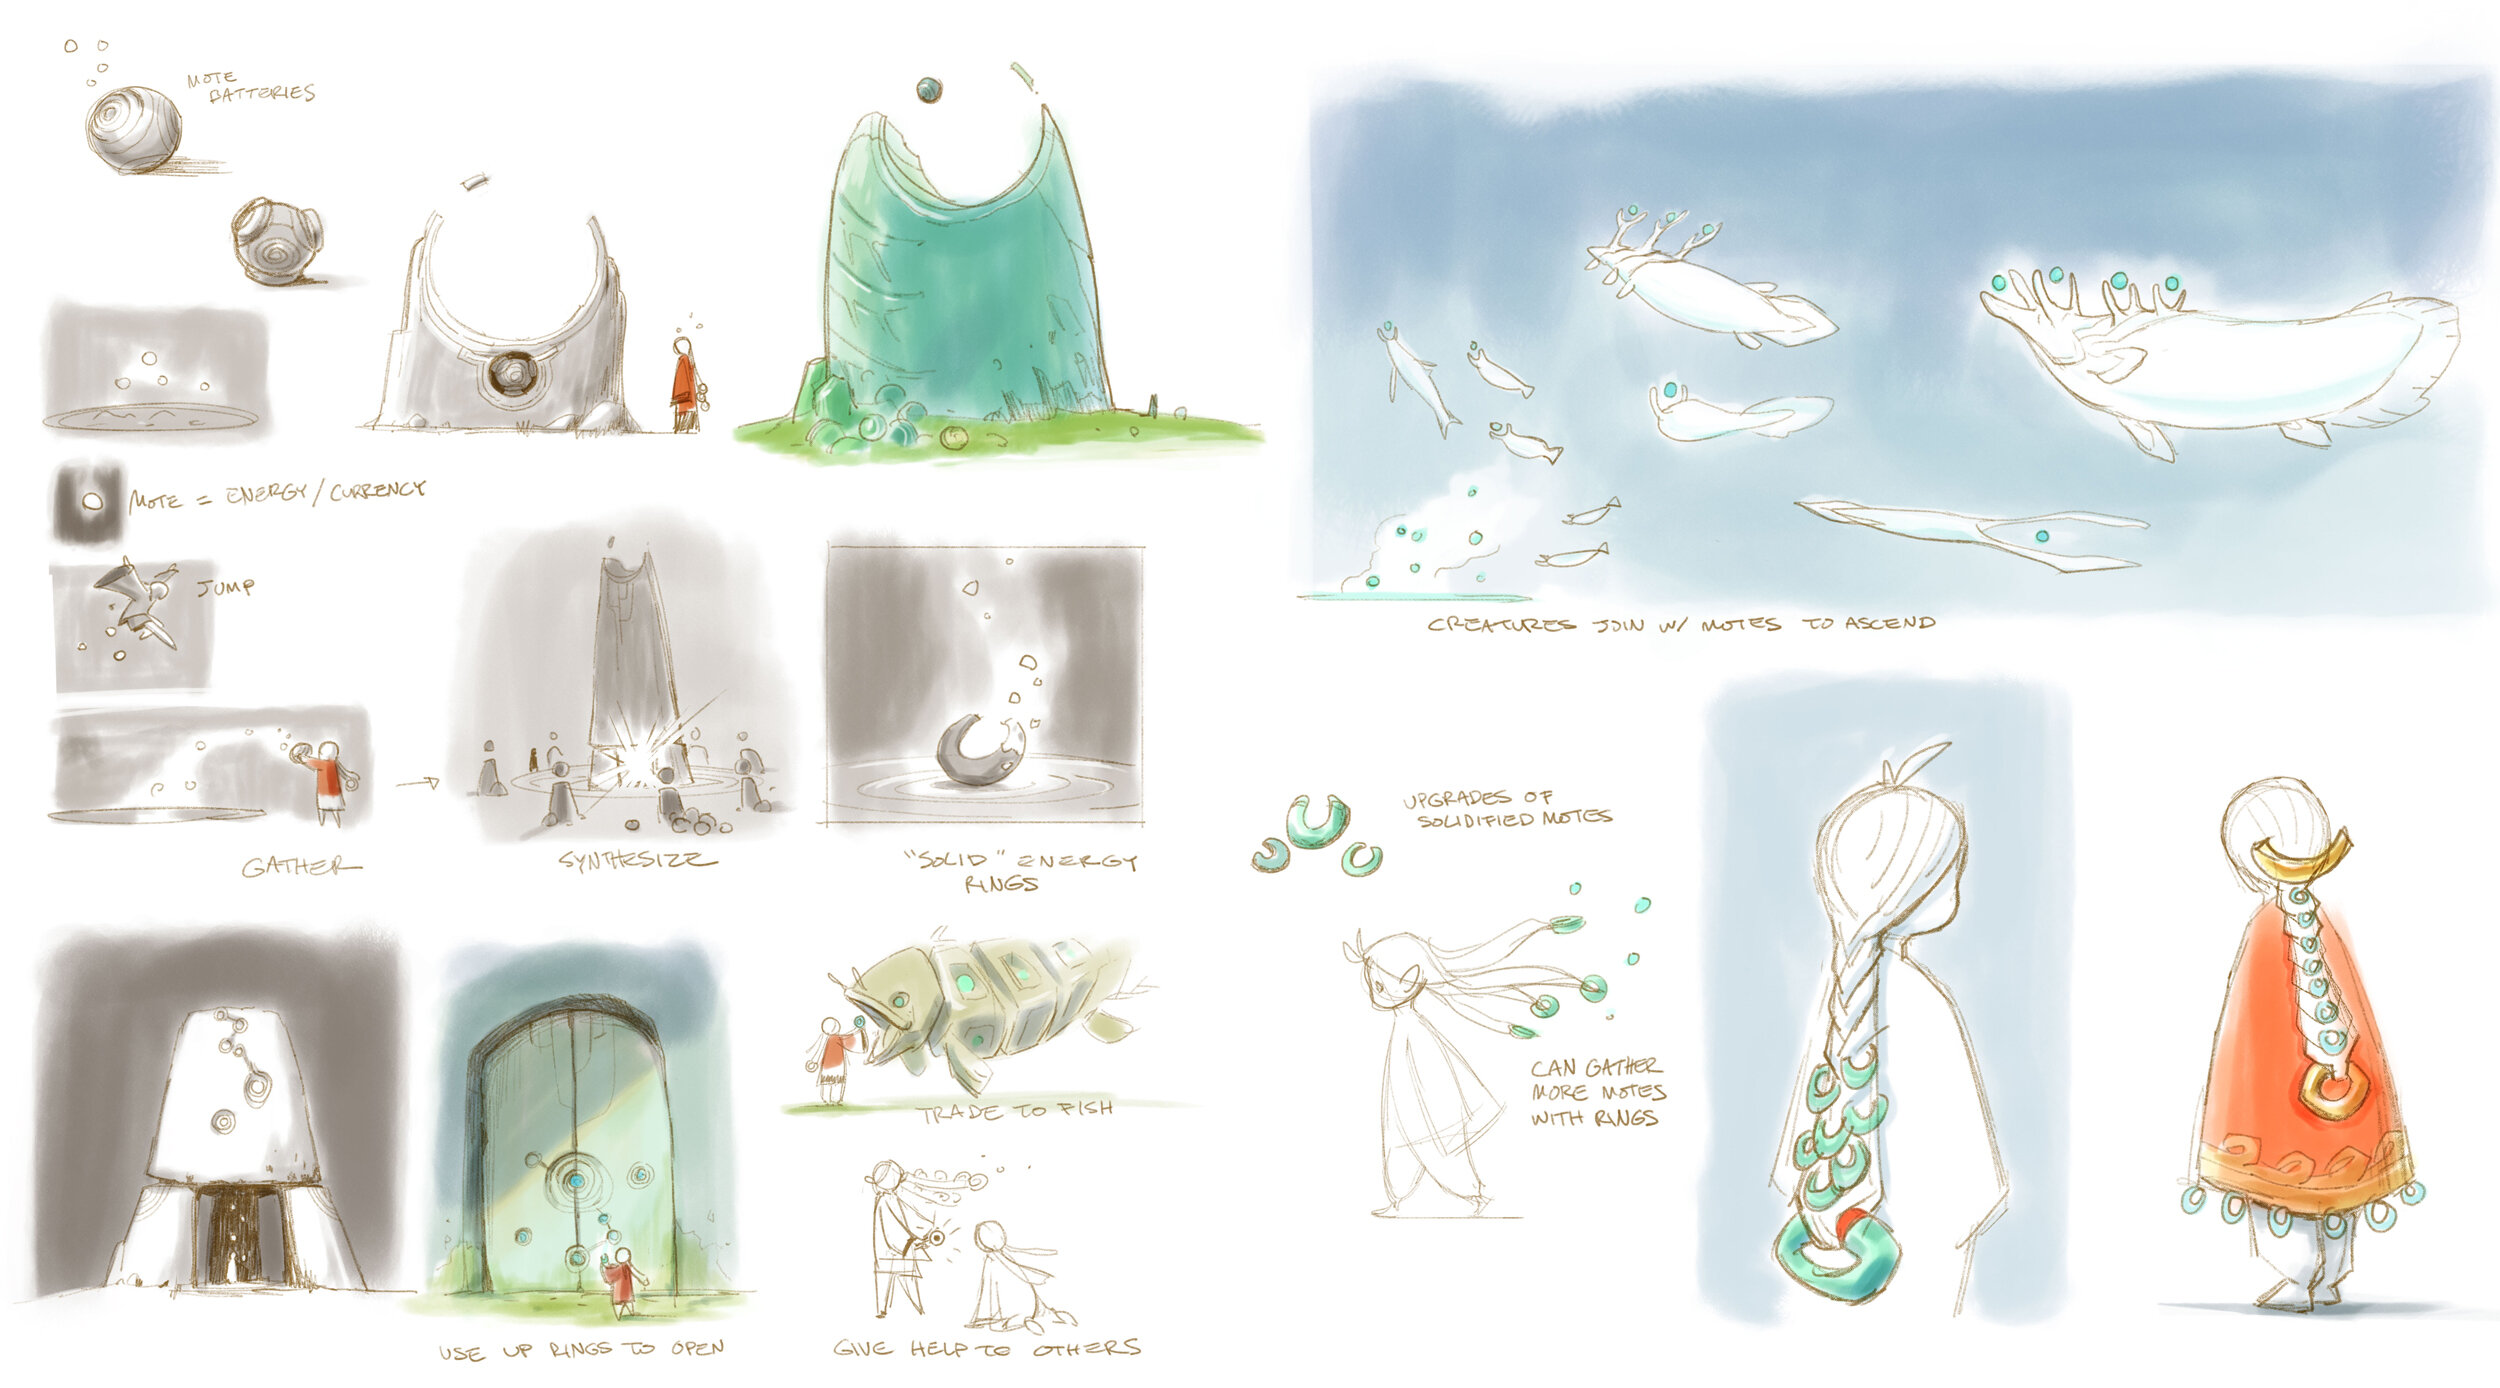 MOTE
BATTERIES
MOTE = ENERGY/CURRENCY
JUMP
GATHER
SYNTHESIZE
"SOLID" ENERGY
RINGS
USE UP RINGS TO OPEN
TRADE TO FISH
GIVE HELP TO OTHERS
CREATURES JOIN W/ MOTES TO ASCEND
UPGRADES OF
SOLIDIFIED MOTES
CAN GATHER
MORE MOTES
WITH RINGS